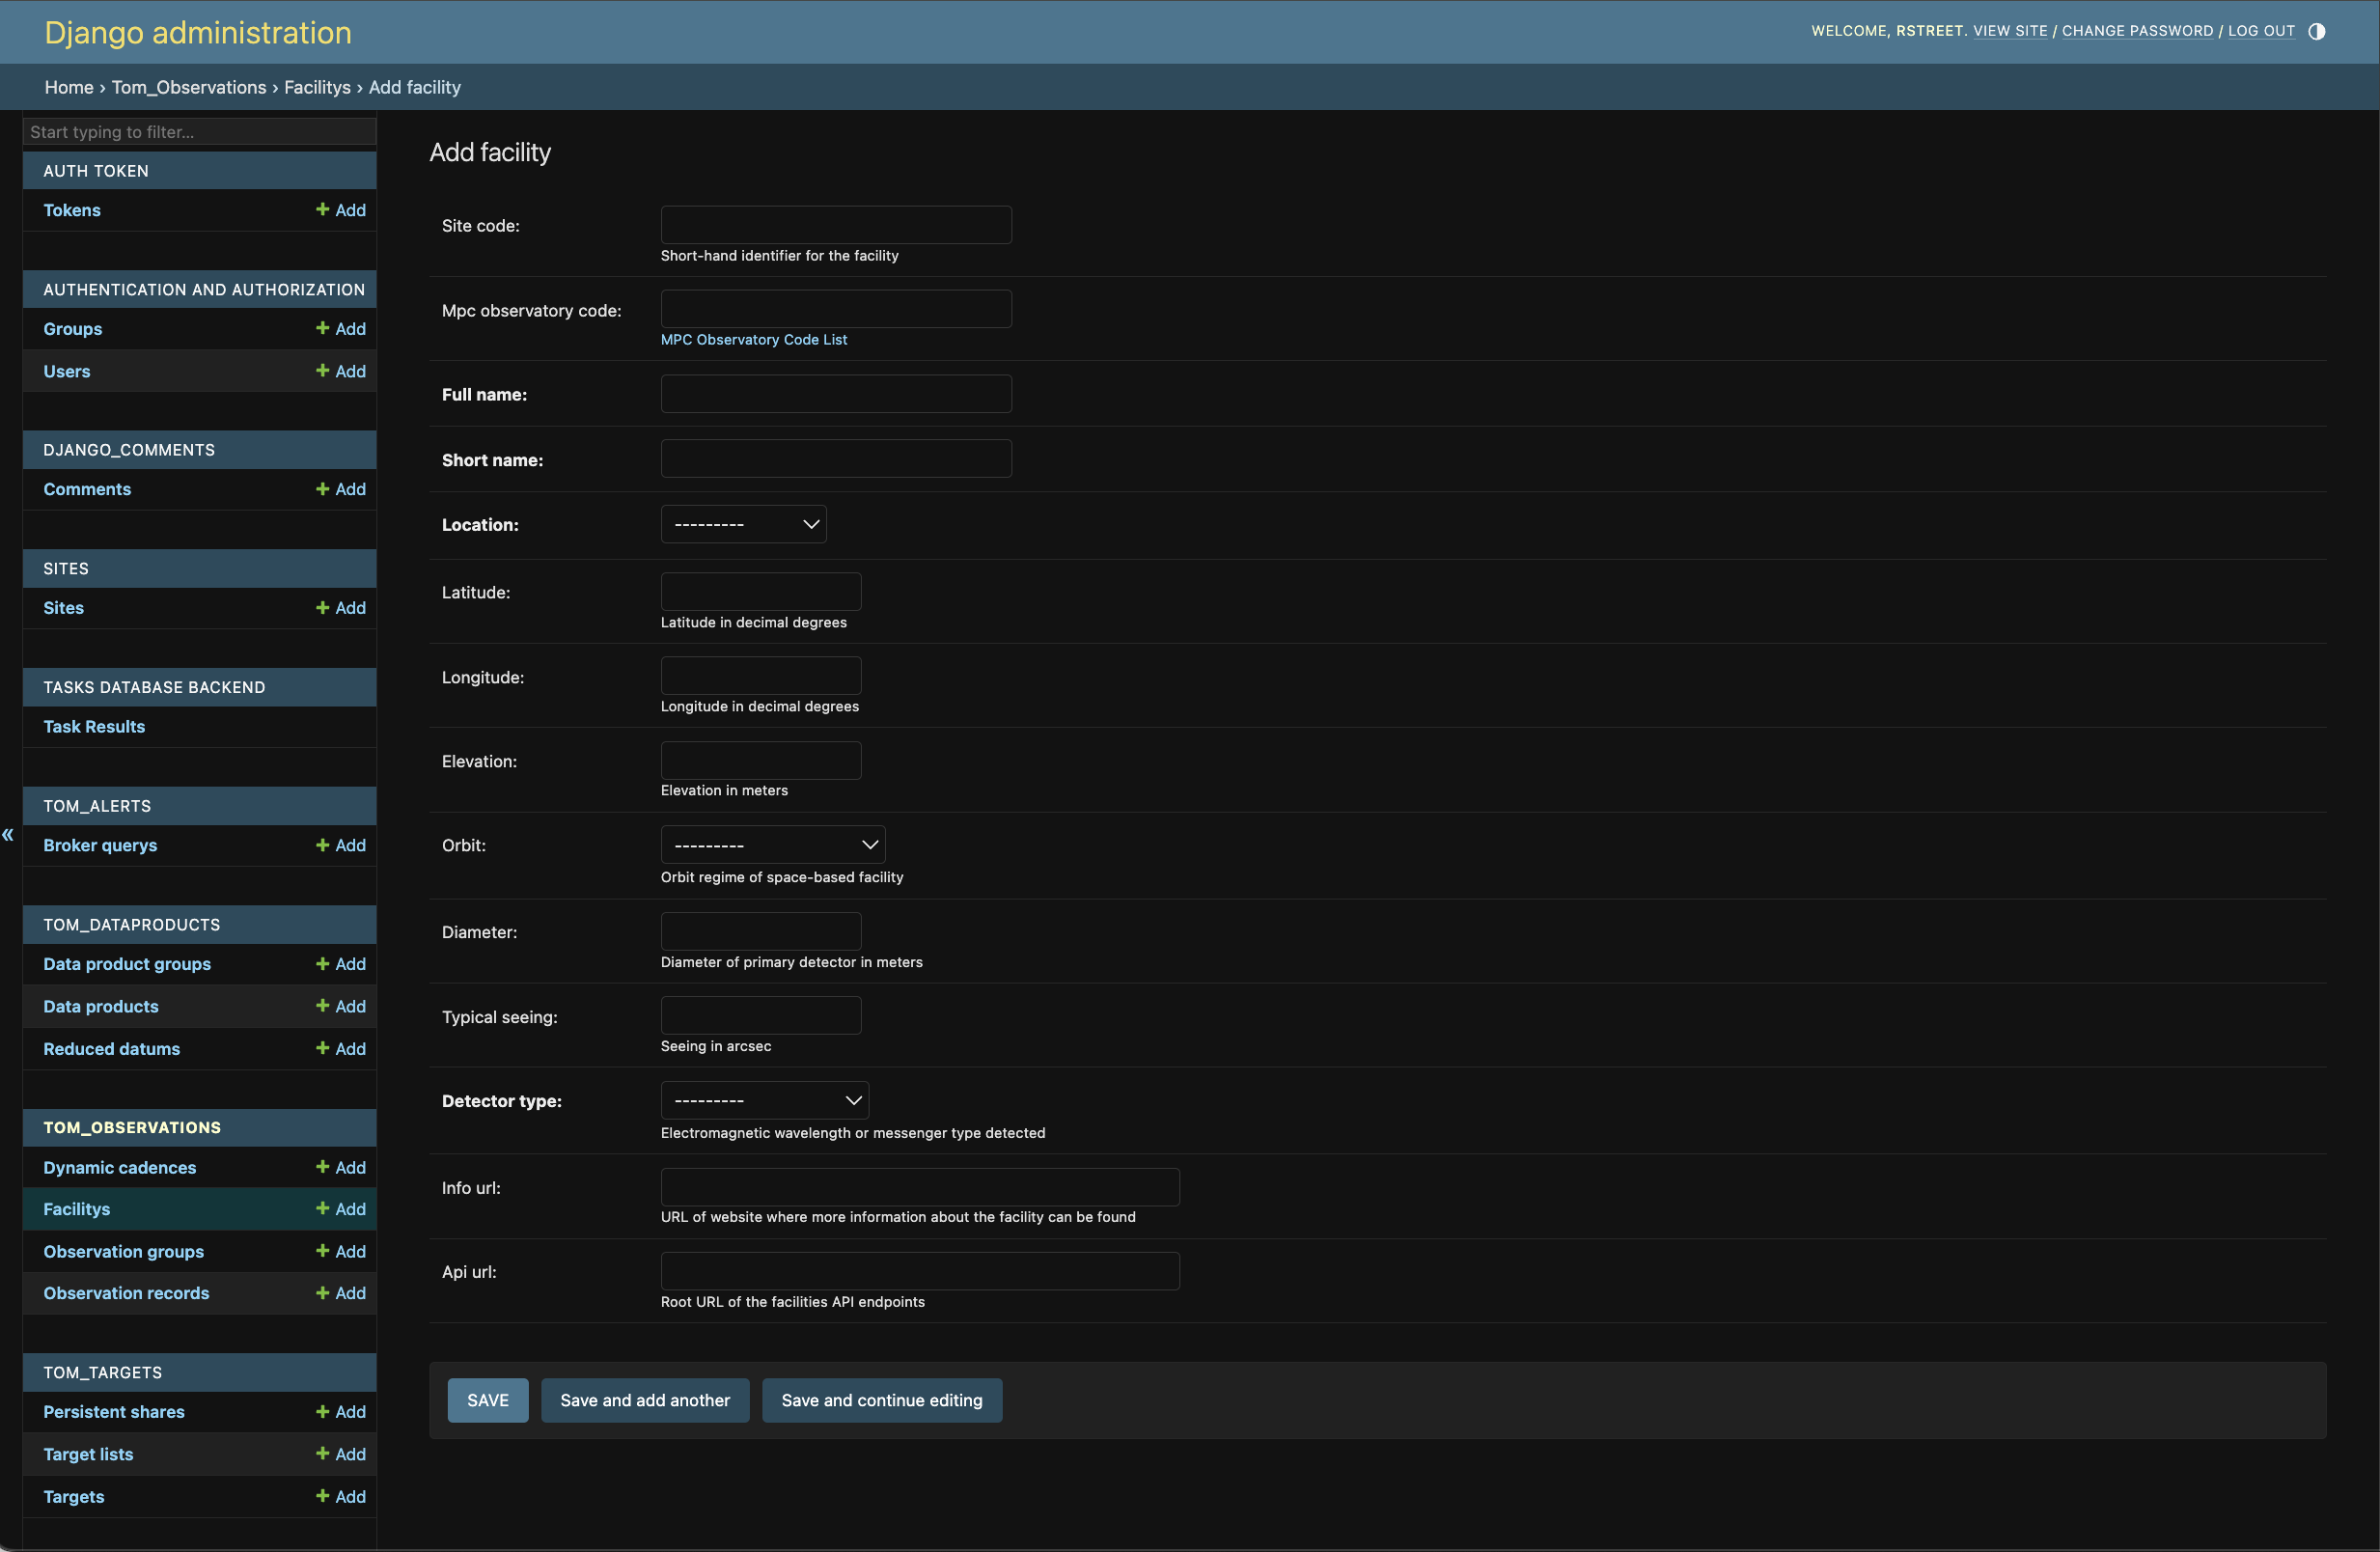 Django administration
WELCOME, RSTREET. VIEW SITE / CHANGE PASSWORD / LOG OUT
Home › Tom_Observations › Facilitys › Add facility
Start typing to filter...
AUTH TOKEN
Tokens + Add
AUTHENTICATION AND AUTHORIZATION
Groups + Add
Users + Add
DJANGO_COMMENTS
Comments + Add
SITES
Sites + Add
TASKS DATABASE BACKEND
Task Results
TOM_ALERTS
Broker querys + Add
TOM_DATAPRODUCTS
Data product groups + Add
Data products + Add
Reduced datums + Add
TOM_OBSERVATIONS
Dynamic cadences + Add
Facilitys + Add
Observation groups + Add
Observation records + Add
TOM_TARGETS
Persistent shares + Add
Target lists + Add
Targets + Add
«
Add facility
Site code:
Short-hand identifier for the facility
Mpc observatory code:
MPC Observatory Code List
Full name:
Short name:
Location: ---------
Latitude:
Latitude in decimal degrees
Longitude:
Longitude in decimal degrees
Elevation:
Elevation in meters
Orbit: ---------
Orbit regime of space-based facility
Diameter:
Diameter of primary detector in meters
Typical seeing:
Seeing in arcsec
Detector type: ---------
Electromagnetic wavelength or messenger type detected
Info url:
URL of website where more information about the facility can be found
Api url:
Root URL of the facilities API endpoints
SAVE Save and add another Save and continue editing